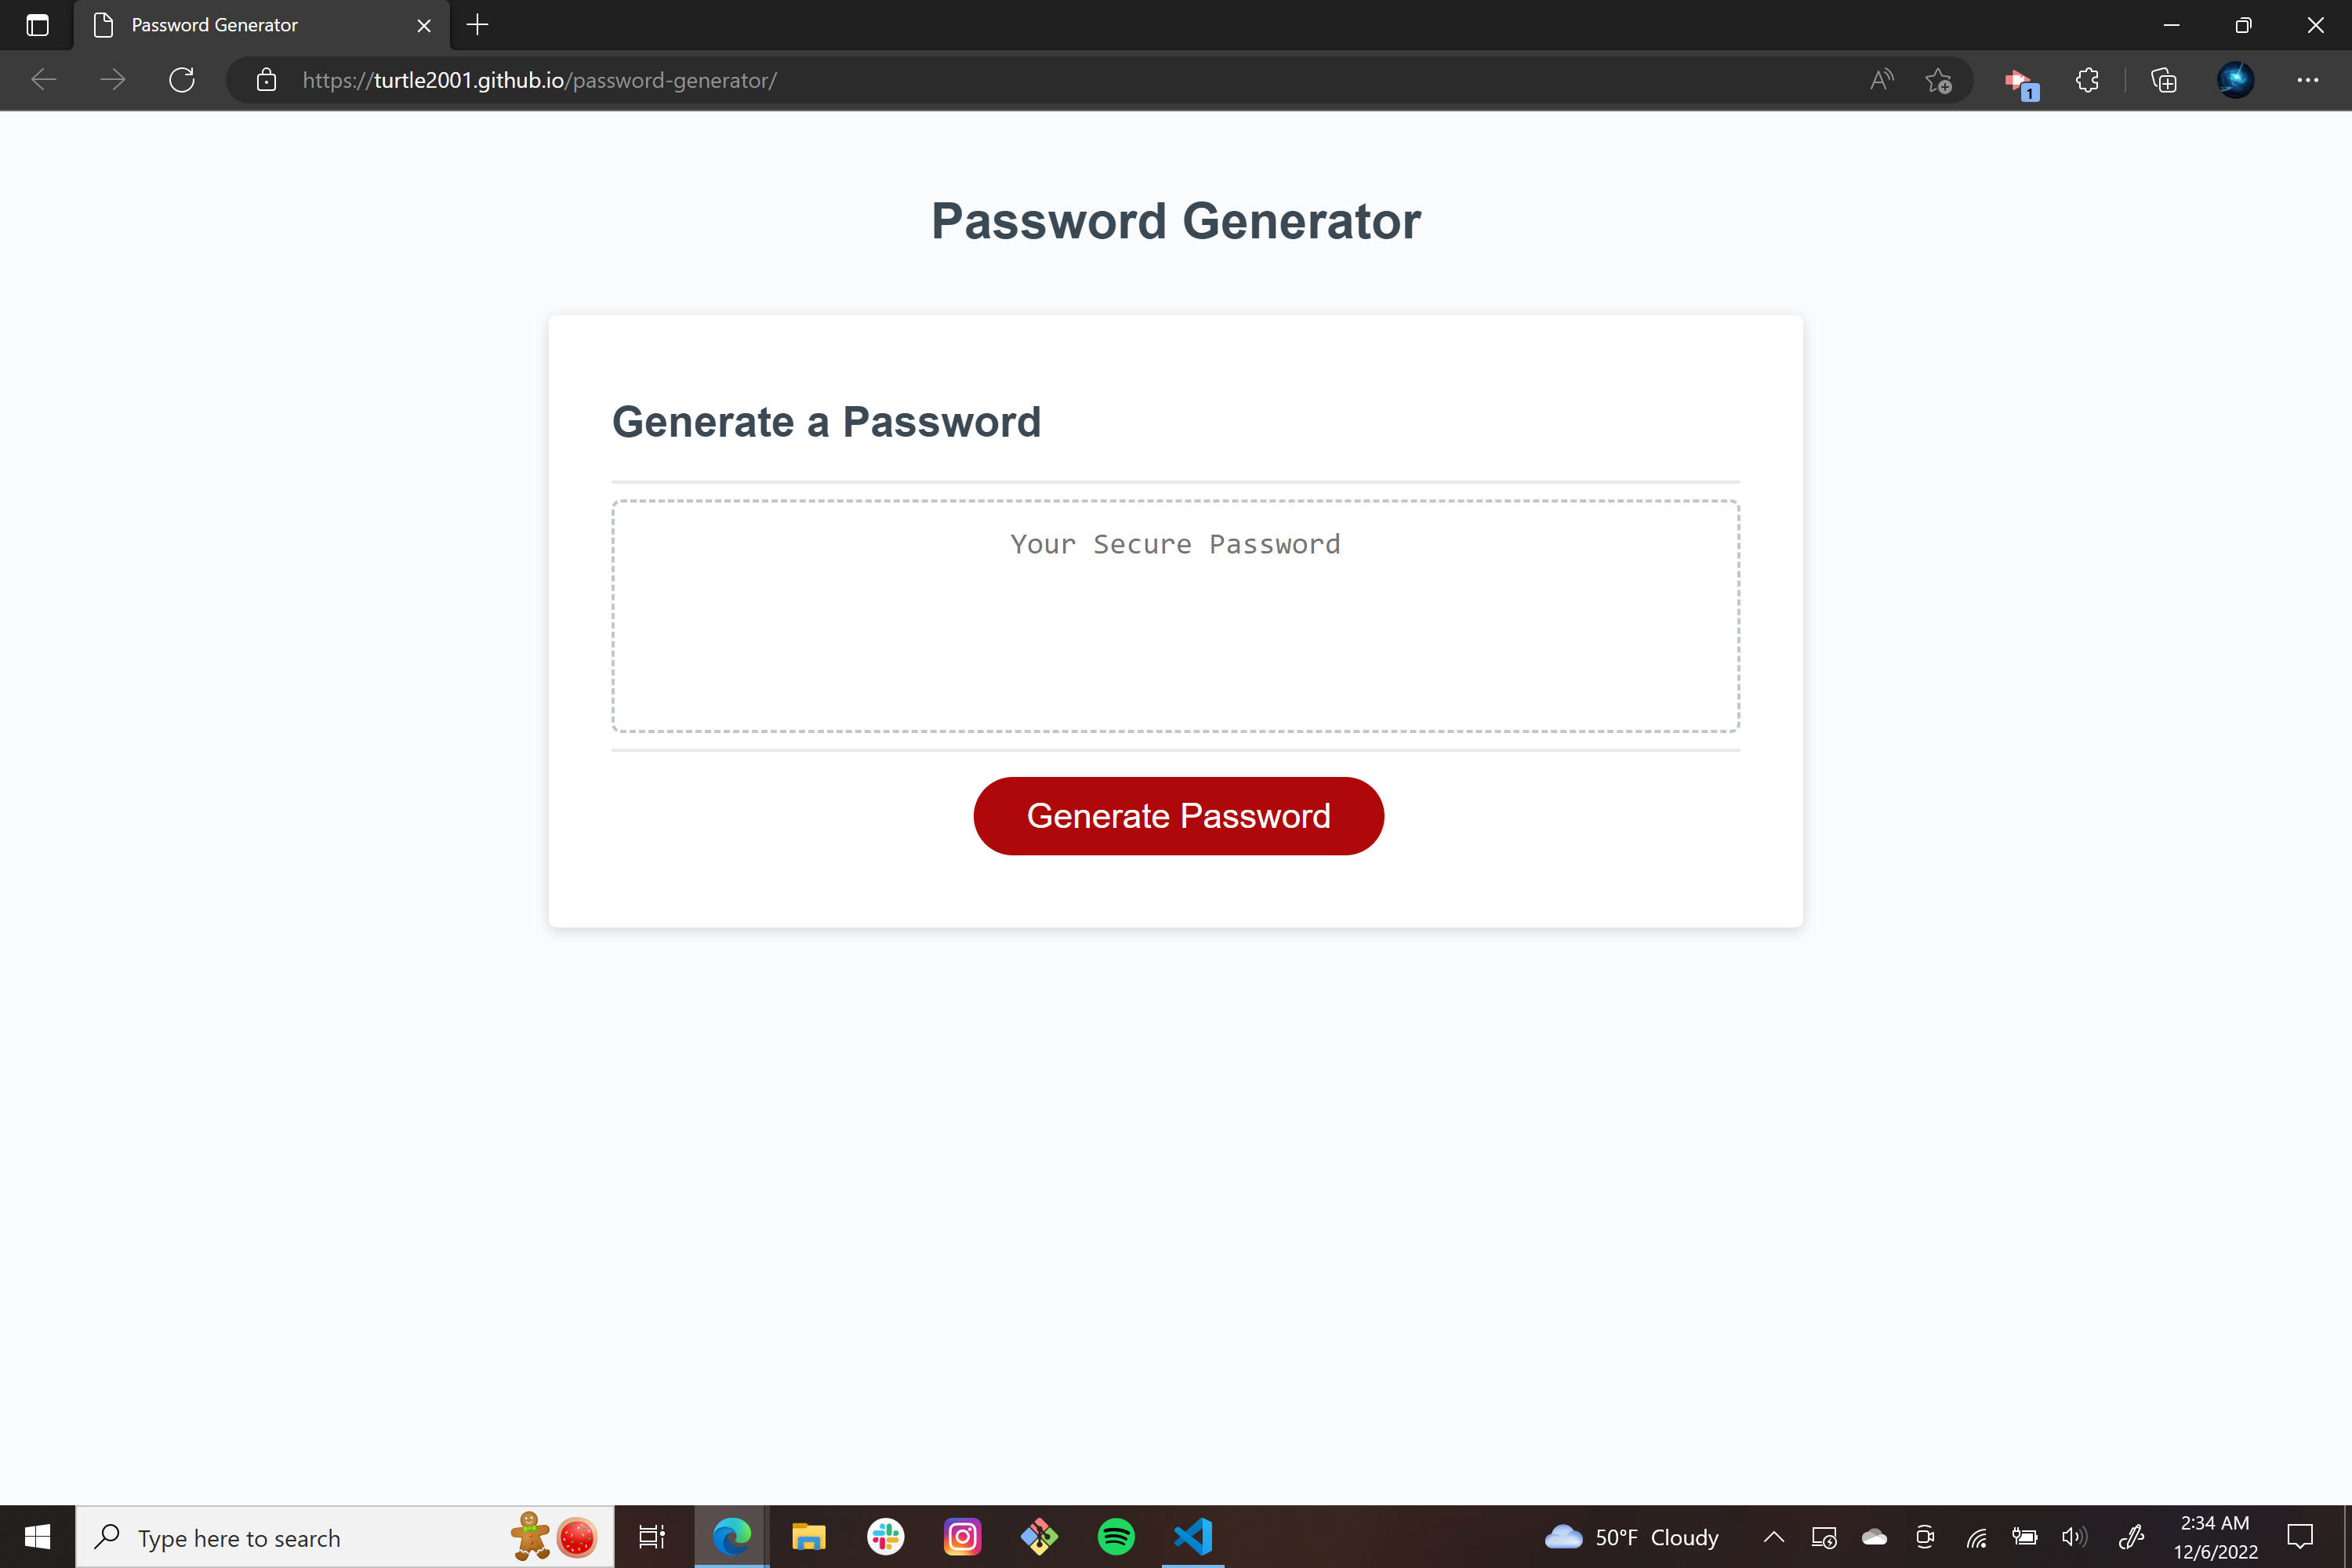 Password Generator
https://turtle2001.github.io/password-generator/
1
Password Generator
Generate a Password
Your Secure Password
Generate Password
Type here to search
50°F Cloudy
2:34 AM
12/6/2022